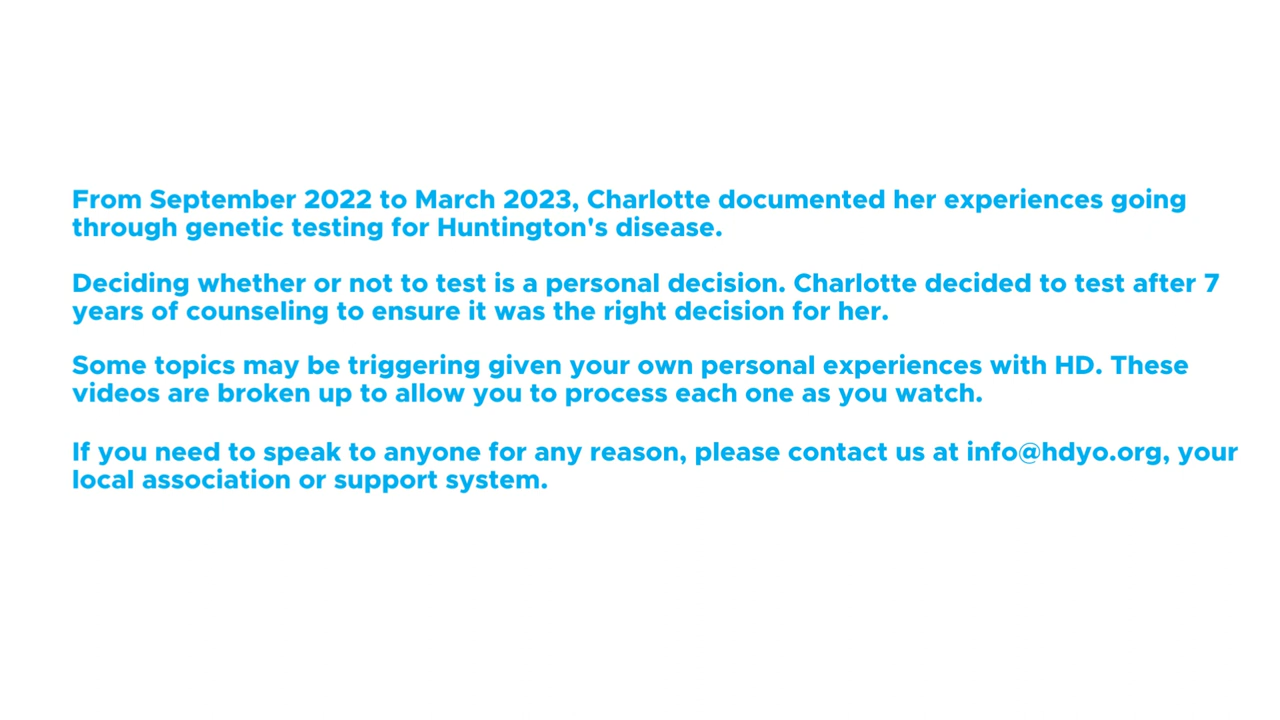 From September 2022 to March 2023, Charlotte documented her experiences going
through genetic testing for Huntington's disease.
Deciding whether or not to test is a personal decision. Charlotte decided to test after 7
years of counseling to ensure it was the right decision for her.
Some topics may be triggering given your own personal experiences with HD. These
videos are broken up to allow you to process each one as you watch.
If you need to speak to anyone for any reason, please contact us at info@hdyo.org, your
local association or support system.